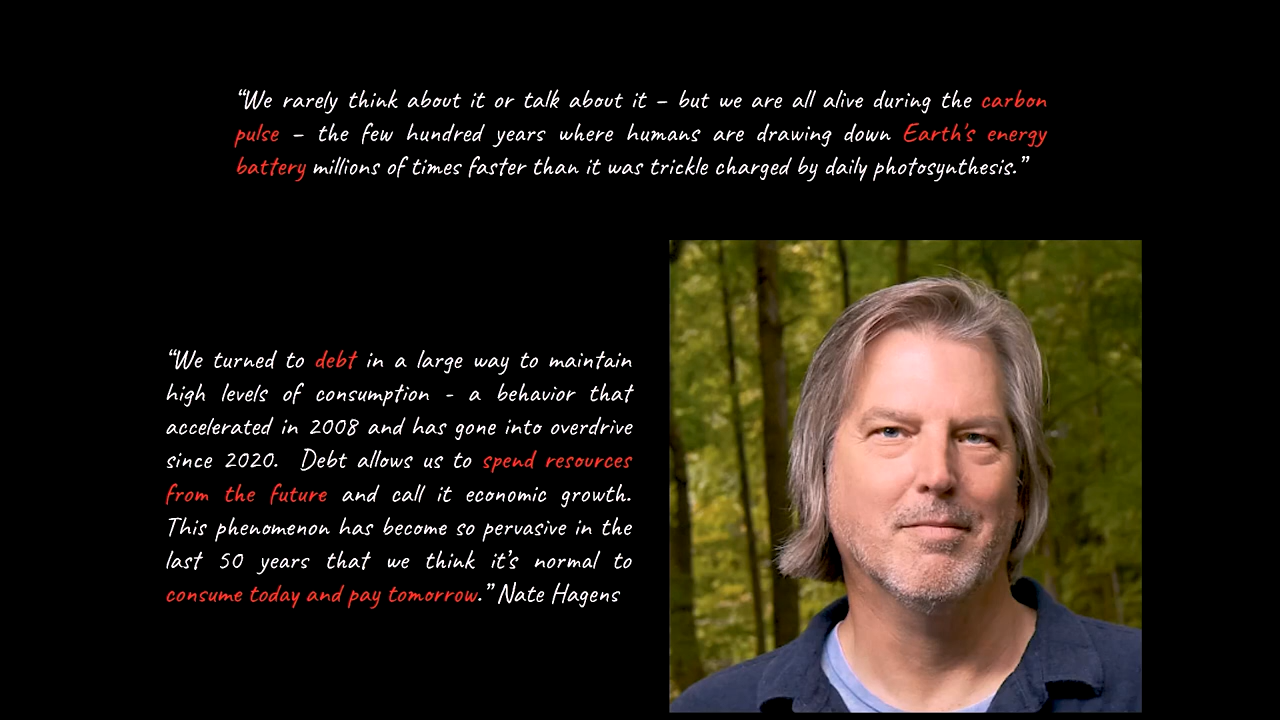 “We rarely think about it or talk about it – but we are all alive during the carbon
pulse – the few hundred years where humans are drawing down Earth's energy
battery millions of times faster than it was trickle charged by daily photosynthesis.”
“We turned to debt in a large way to maintain
high levels of consumption - a behavior that
accelerated in 2008 and has gone into overdrive
since 2020. Debt allows us to spend resources
from the future and call it economic growth.
This phenomenon has become so pervasive in the
last 50 years that we think it’s normal to
consume today and pay tomorrow.” Nate Hagens